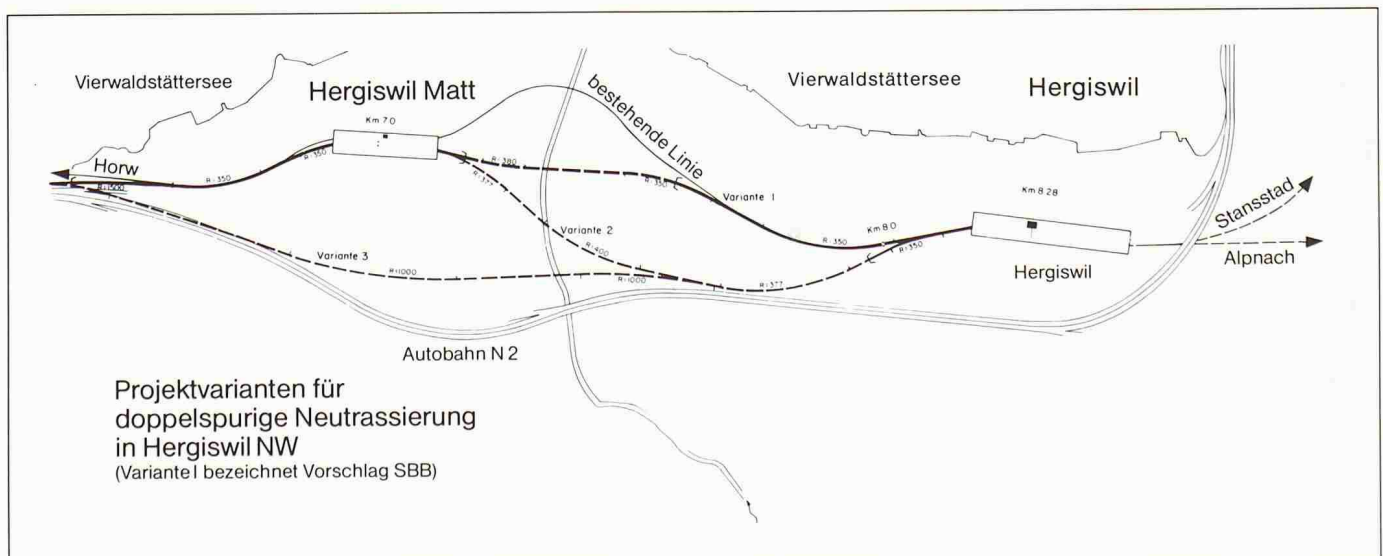 Vierwaldstättersee
Hergiswil Matt
Km 7.0
bestehende Linie
Vierwaldstättersee
Hergiswil
Horw
R=1500
R=350
R=350
R=377
R=380
R=350
Variante 1
Km 8.0
R=350
R=350
Km 8.28
Hergiswil
Stansstad
Alpnach
Variante 2
R=400
Variante 3
R=1000
R=1000
R=377
Autobahn N 2
Projektvarianten für
doppelspurige Neutrassierung
in Hergiswil NW
(Variante I bezeichnet Vorschlag SBB)